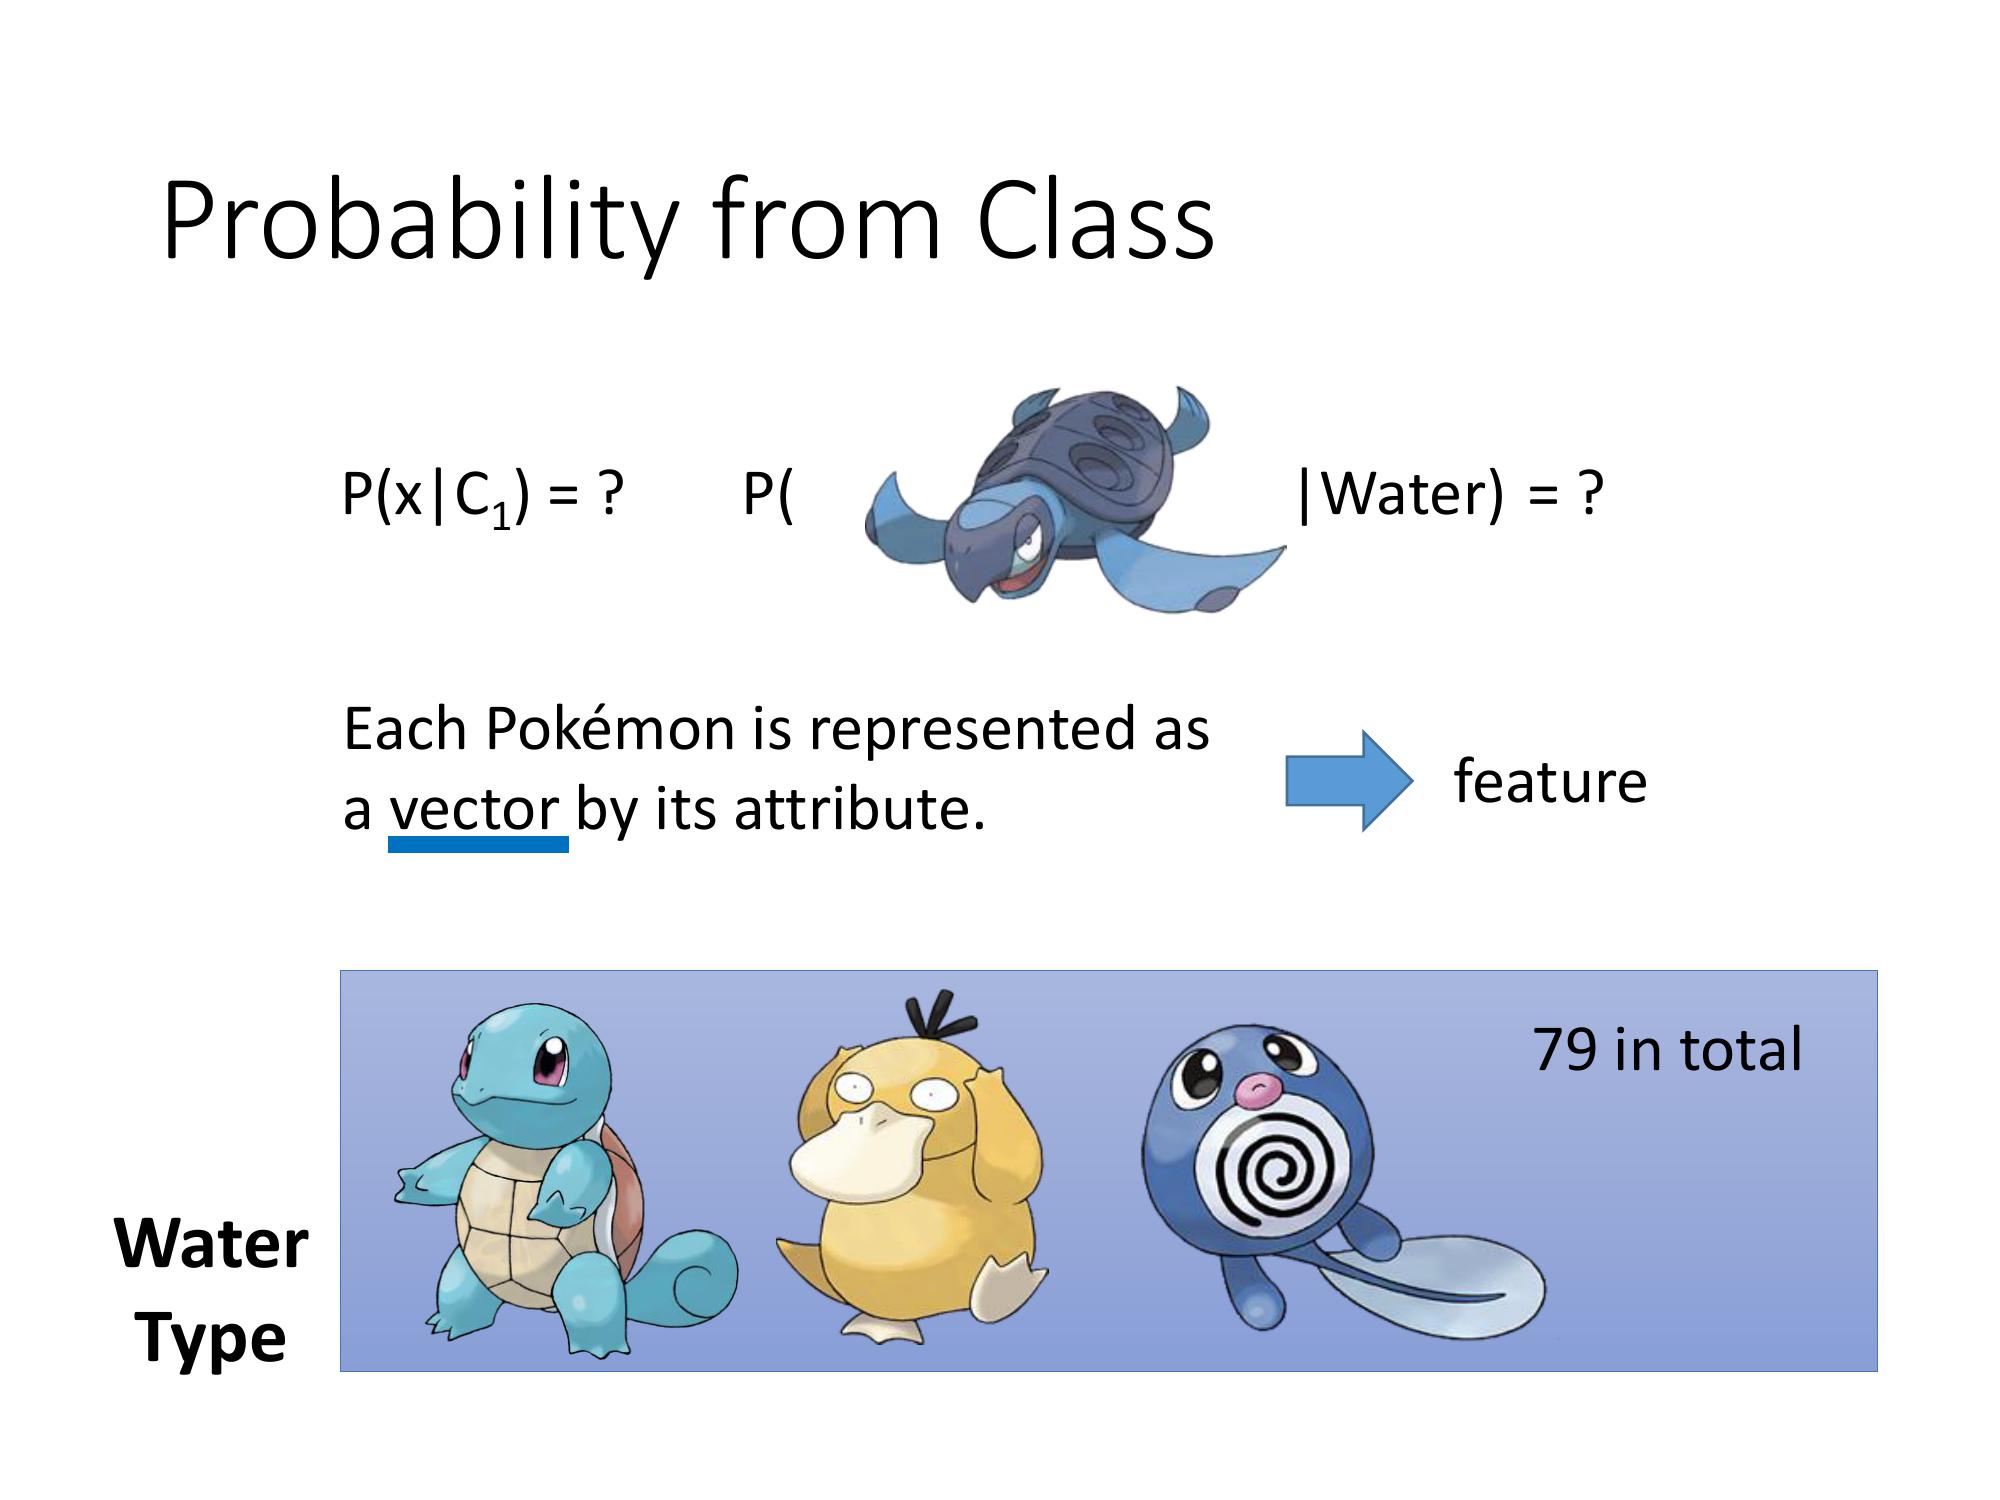 Probability from Class
P(x|C₁) = ? P( |Water) = ?
Each Pokémon is represented as
a vector by its attribute.
feature
79 in total
Water
Type